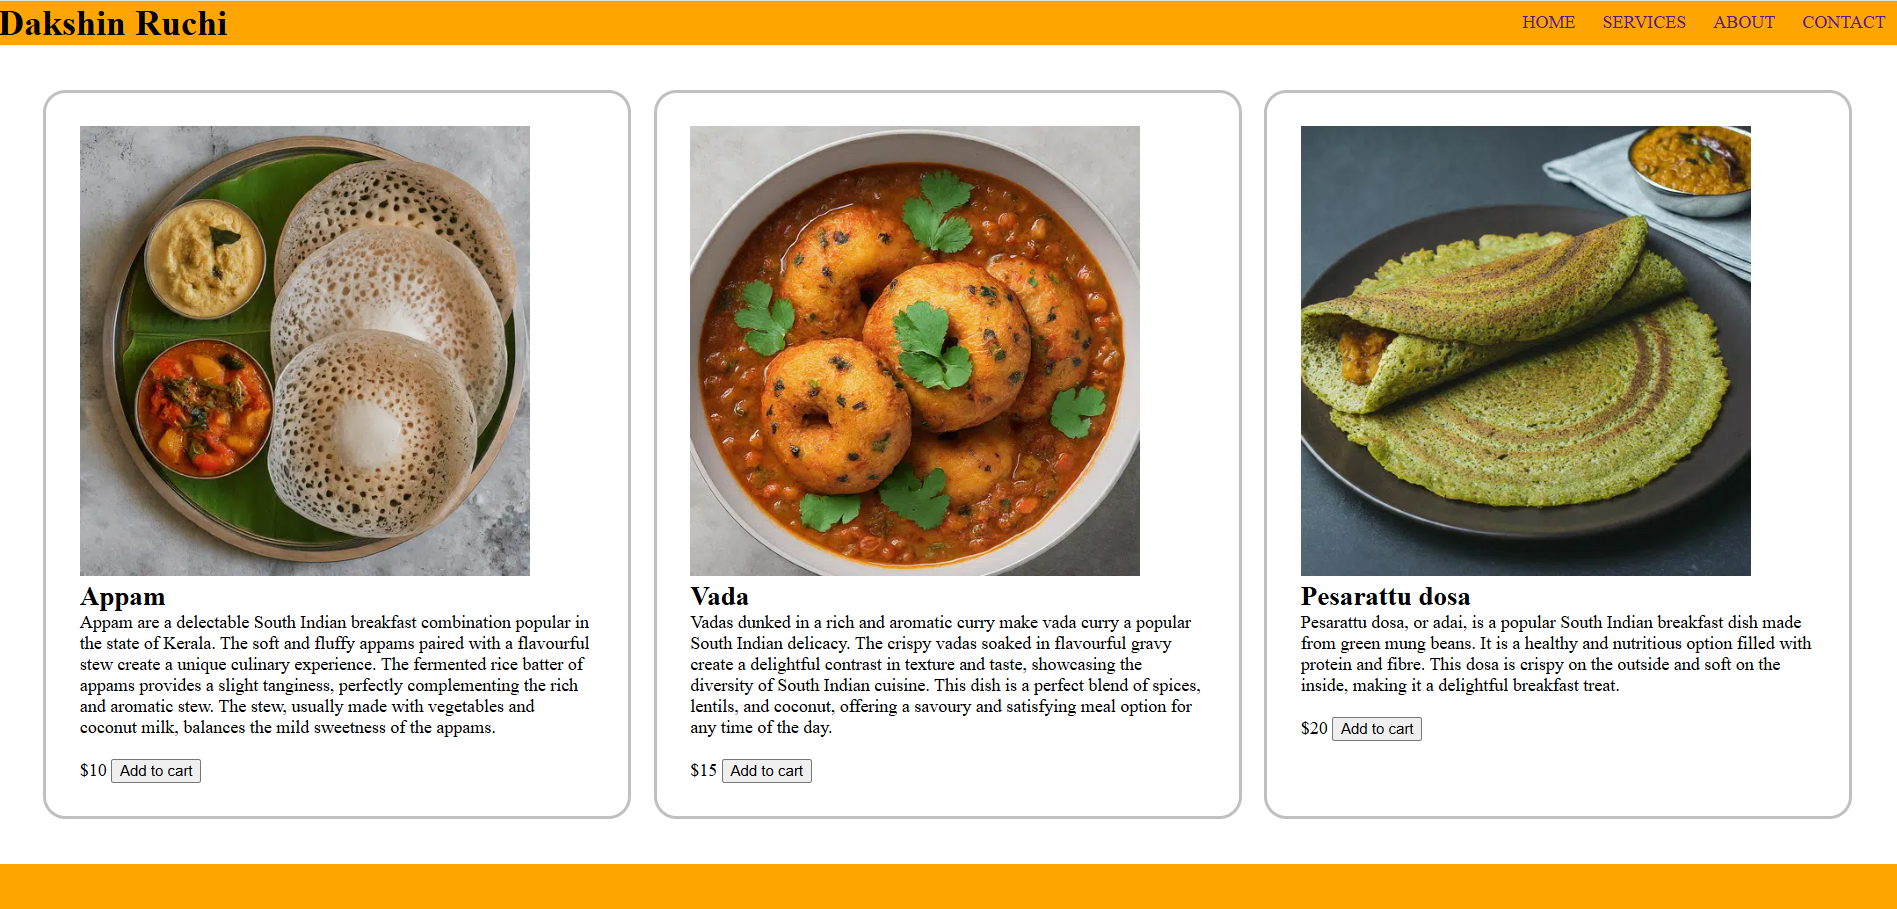 Dakshin Ruchi
HOME SERVICES ABOUT CONTACT
Appam
Appam are a delectable South Indian breakfast combination popular in
the state of Kerala. The soft and fluffy appams paired with a flavourful
stew create a unique culinary experience. The fermented rice batter of
appams provides a slight tanginess, perfectly complementing the rich
and aromatic stew. The stew, usually made with vegetables and
coconut milk, balances the mild sweetness of the appams.
$10 Add to cart
Vada
Vadas dunked in a rich and aromatic curry make vada curry a popular
South Indian delicacy. The crispy vadas soaked in flavourful gravy
create a delightful contrast in texture and taste, showcasing the
diversity of South Indian cuisine. This dish is a perfect blend of spices,
lentils, and coconut, offering a savoury and satisfying meal option for
any time of the day.
$15 Add to cart
Pesarattu dosa
Pesarattu dosa, or adai, is a popular South Indian breakfast dish made
from green mung beans. It is a healthy and nutritious option filled with
protein and fibre. This dosa is crispy on the outside and soft on the
inside, making it a delightful breakfast treat.
$20 Add to cart